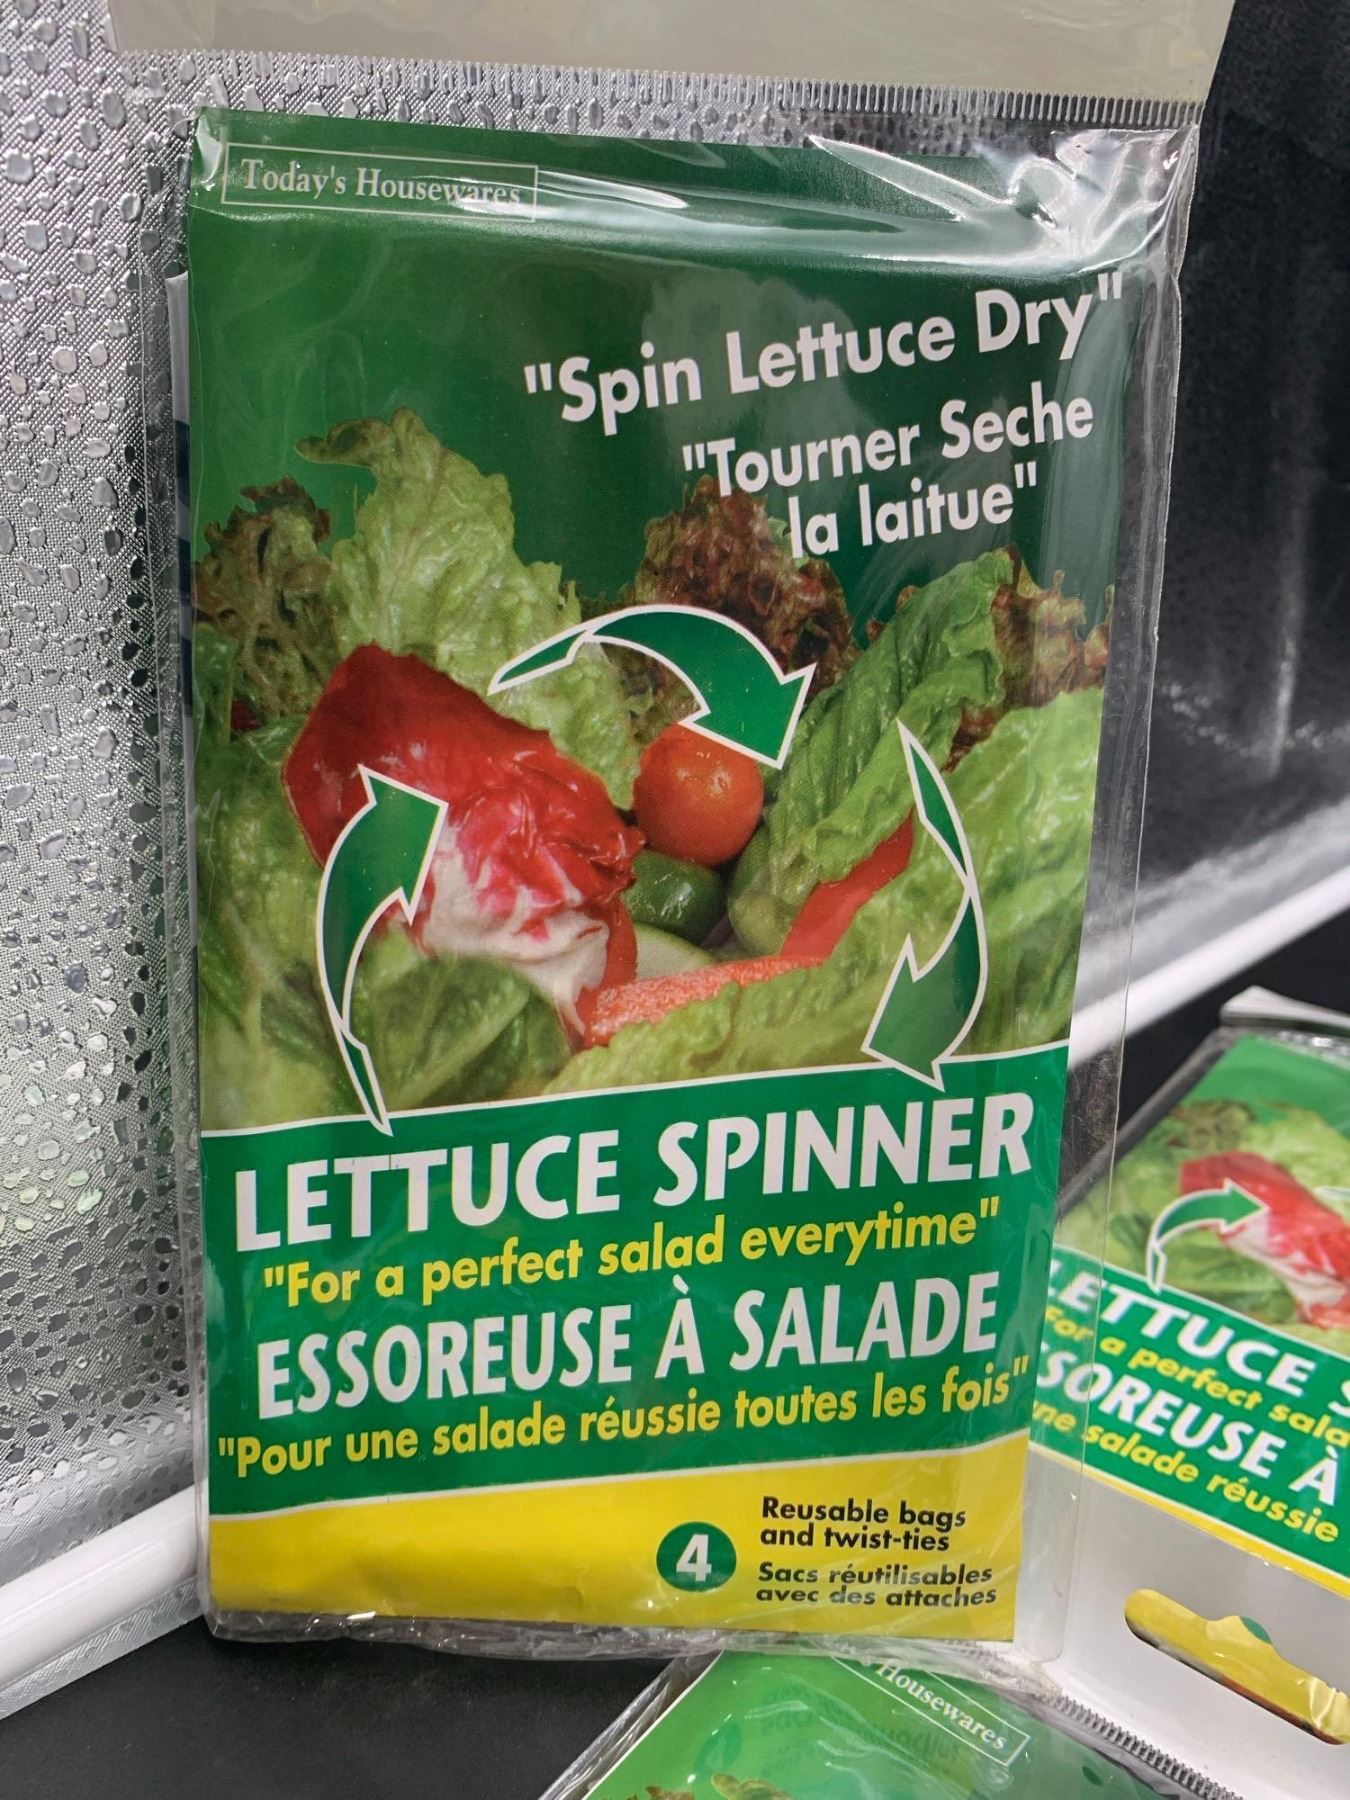 Today's Housewares
"Spin Lettuce Dry"
"Tourner Seche
la laitue"
LETTUCE SPINNER
"For a perfect salad everytime"
ESSOREUSE À SALADE
"Pour une salade réussie toutes les fois"
4
Reusable bags
and twist-ties
Sacs réutilisables
avec des attaches
LETTUCE S
For a perfect sala
SSOREUSE À
ne salade réussie
Housewares